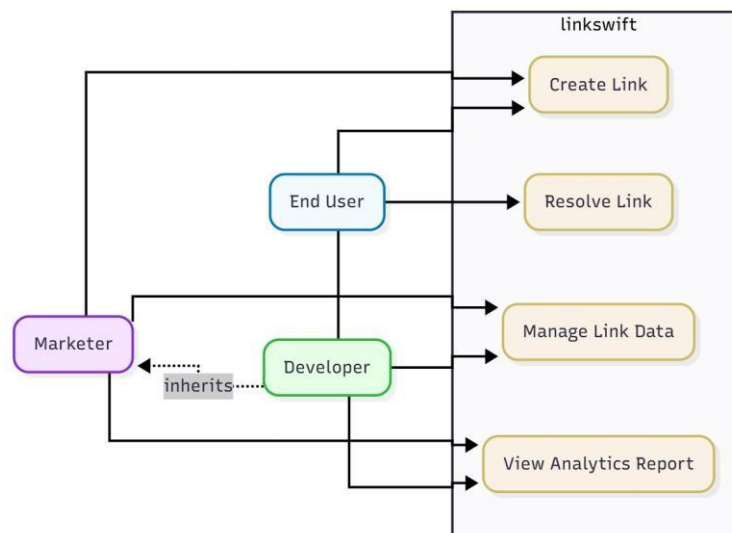 linkswift
Create Link
End User
Resolve Link
Marketer
Manage Link Data
Developer
inherits
View Analytics Report